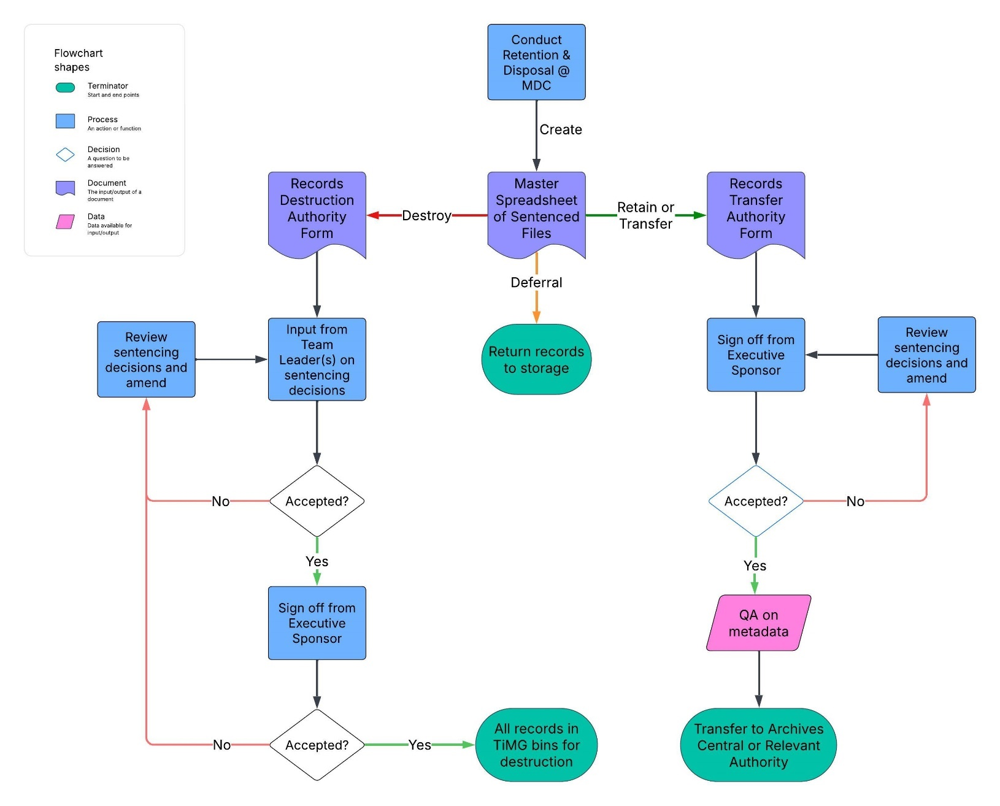 Flowchart
shapes
Terminator
Start and end points
Process
An action or function
Decision
A question to be
answered
Document
The input/output of a
document
Data
Data available for
input/output
Conduct
Retention &
Disposal @
MDC
Create
Records
Destruction
Authority
Form
Destroy
Master
Spreadsheet
of Sentenced
Files
Retain or
Transfer
Records
Transfer
Authority
Form
Deferral
Review
sentencing
decisions and
amend
Input from
Team
Leader(s) on
sentencing
decisions
Return records
to storage
Sign off from
Executive
Sponsor
Review
sentencing
decisions and
amend
No
Accepted?
Accepted?
No
Yes
Yes
Sign off from
Executive
Sponsor
QA on
metadata
No
Accepted?
Yes
All records in
TiMG bins for
destruction
Transfer to Archives
Central or Relevant
Authority